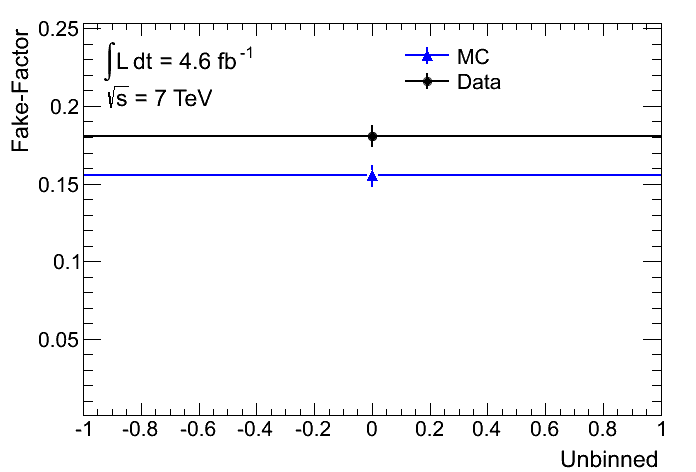 Fake-Factor
0.25
0.2
0.15
0.1
0.05
∫L dt = 4.6 fb⁻¹
√s = 7 TeV
MC
Data
-1 -0.8 -0.6 -0.4 -0.2 0 0.2 0.4 0.6 0.8 1
Unbinned